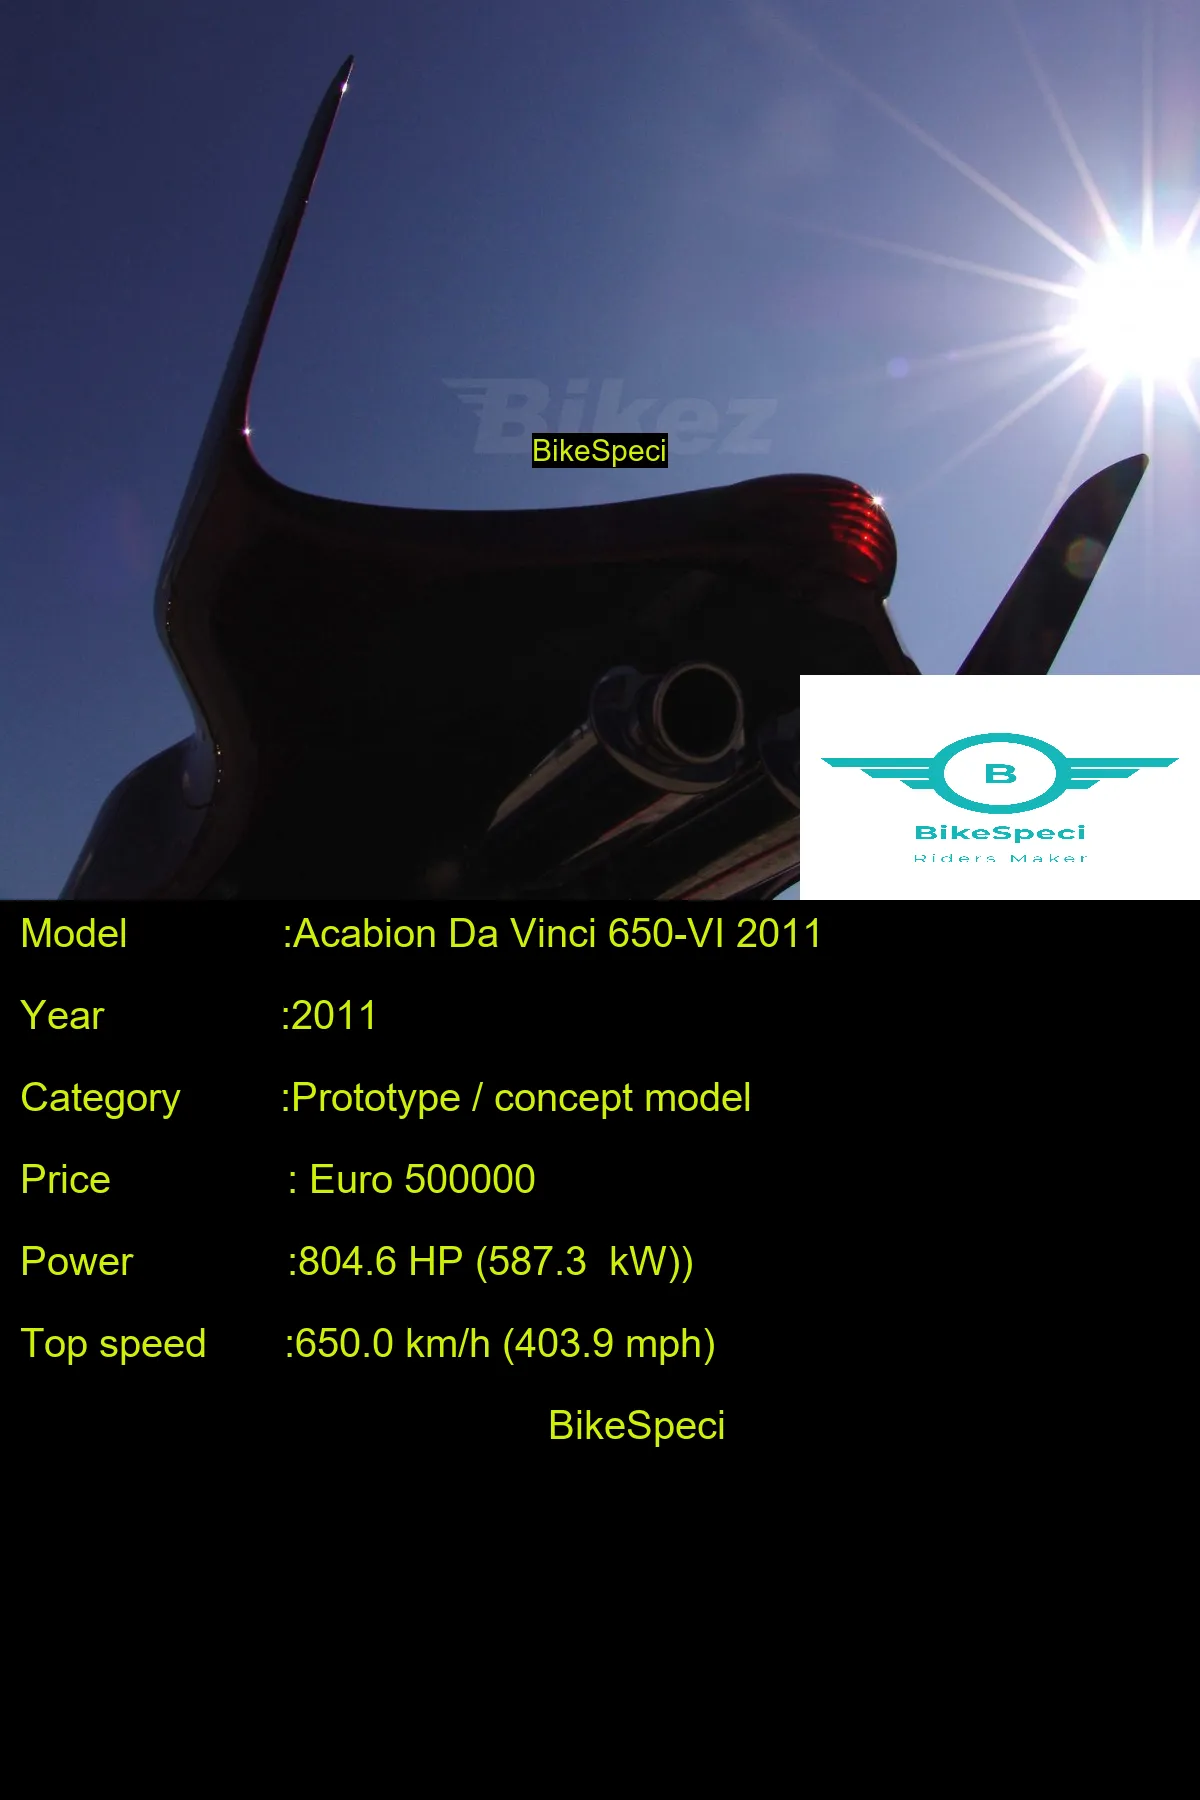 Bikez
BikeSpeci
B
BikeSpeci
Riders Maker
Model :Acabion Da Vinci 650-VI 2011
Year :2011
Category :Prototype / concept model
Price : Euro 500000
Power :804.6 HP (587.3  kW))
Top speed :650.0 km/h (403.9 mph)
BikeSpeci